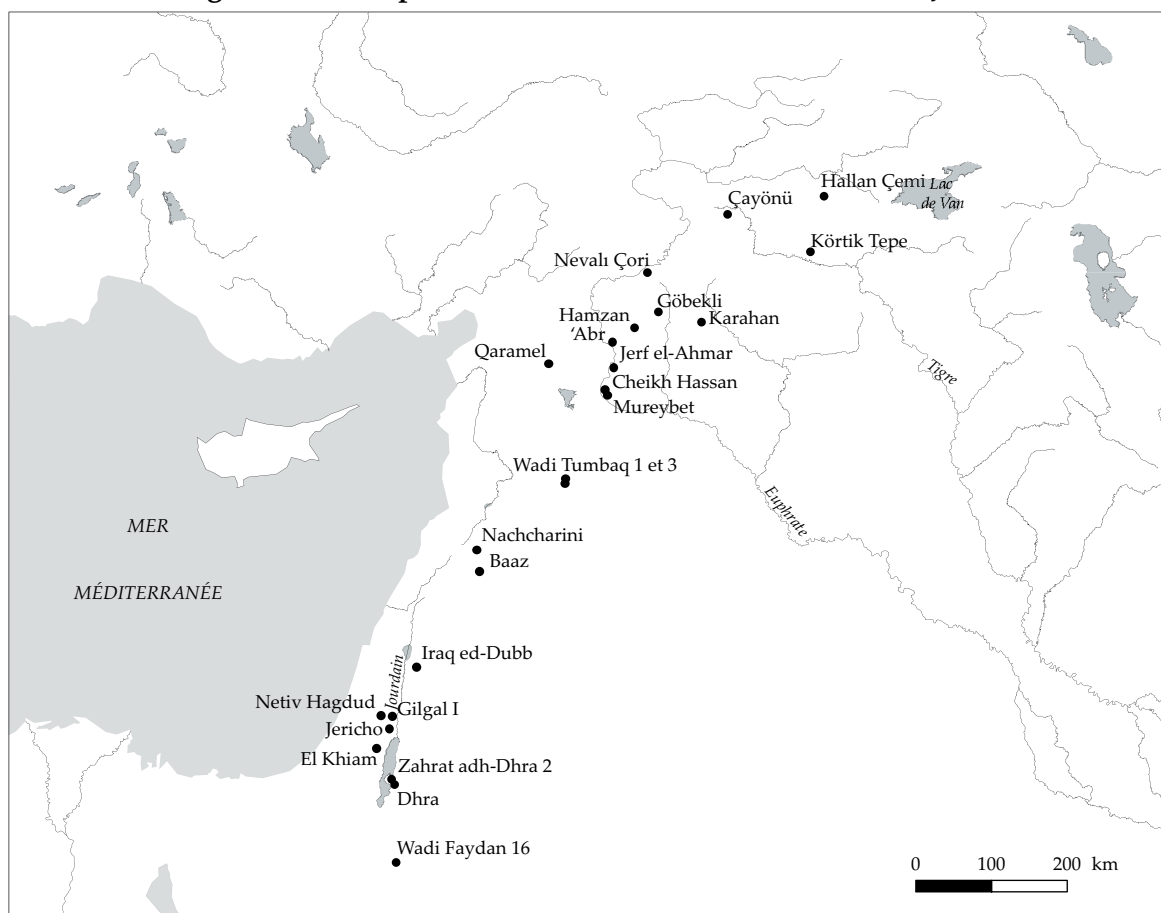 Hallan Çemi
Lac
de Van
Çayönü
Körtik Tepe
Nevalı Çori
Göbekli
Hamzan
Karahan
‘Abr
Qaramel
Jerf el-Ahmar
Tigre
Cheikh Hassan
Mureybet
Wadi Tumbaq 1 et 3
Euphrate
MER
Nachcharini
Baaz
MÉDITERRANÉE
Iraq ed-Dubb
Jourdain
Netiv Hagdud
Gilgal I
Jericho
El Khiam
Zahrat adh-Dhra 2
Dhra
Wadi Faydan 16
0 100 200 km